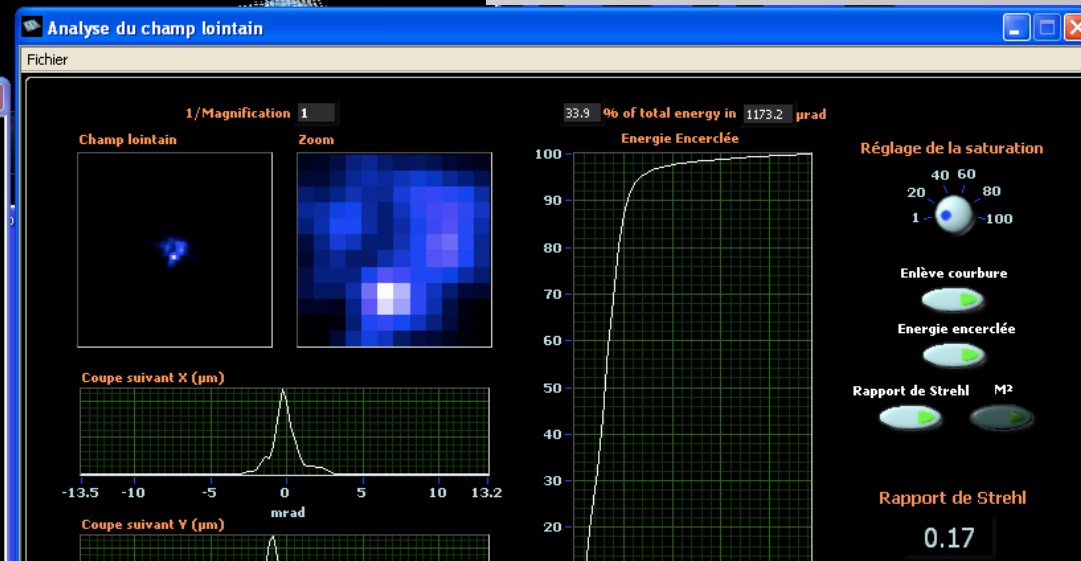 Analyse du champ lointain
Fichier
1/Magnification 1
33.9 % of total energy in 1173.2 µrad
Champ lointain
Zoom
Energie Encerclée
100
90
80
70
60
50
40
30
20
Réglage de la saturation
40 60
20 80
1 100
Enlève courbure
Energie encerclée
Rapport de Strehl M²
Coupe suivant X (µm)
-13.5 -10 -5 0 5 10 13.2
mrad
Rapport de Strehl
0.17
Coupe suivant Y (µm)